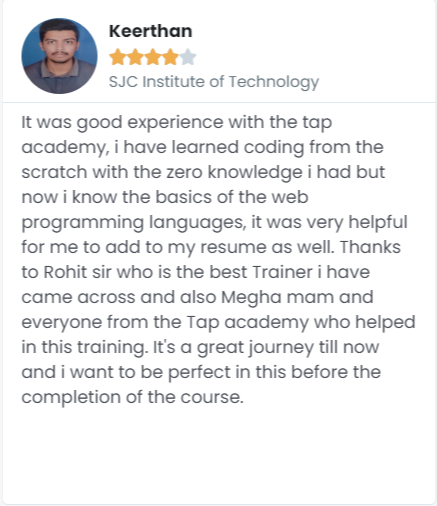 Keerthan
SJC Institute of Technology
It was good experience with the tap
academy, i have learned coding from the
scratch with the zero knowledge i had but
now i know the basics of the web
programming languages, it was very helpful
for me to add to my resume as well. Thanks
to Rohit sir who is the best Trainer i have
came across and also Megha mam and
everyone from the Tap academy who helped
in this training. It's a great journey till now
and i want to be perfect in this before the
completion of the course.